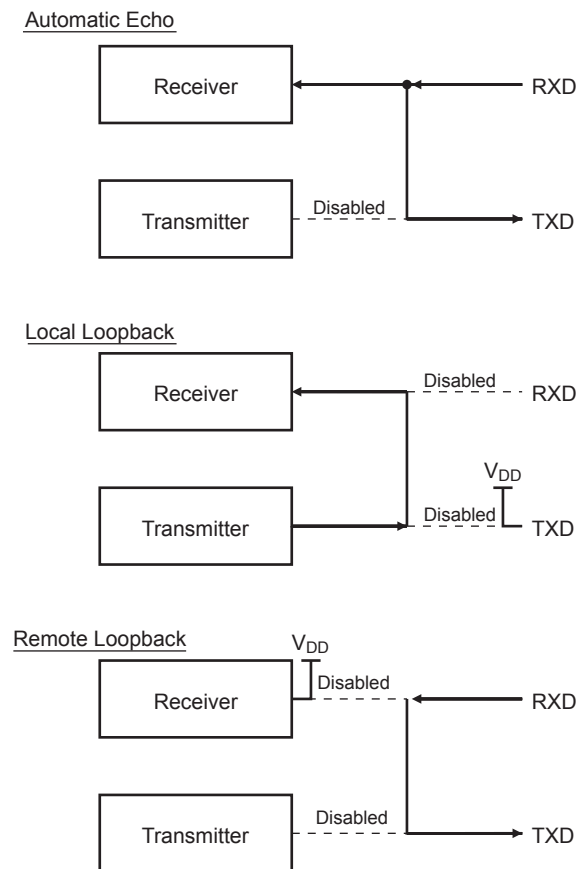 Automatic Echo
Receiver
RXD
Transmitter
Disabled
TXD
Local Loopback
Receiver
Disabled
RXD
VDD
Transmitter
Disabled
TXD
Remote Loopback
VDD
Receiver
Disabled
RXD
Transmitter
Disabled
TXD